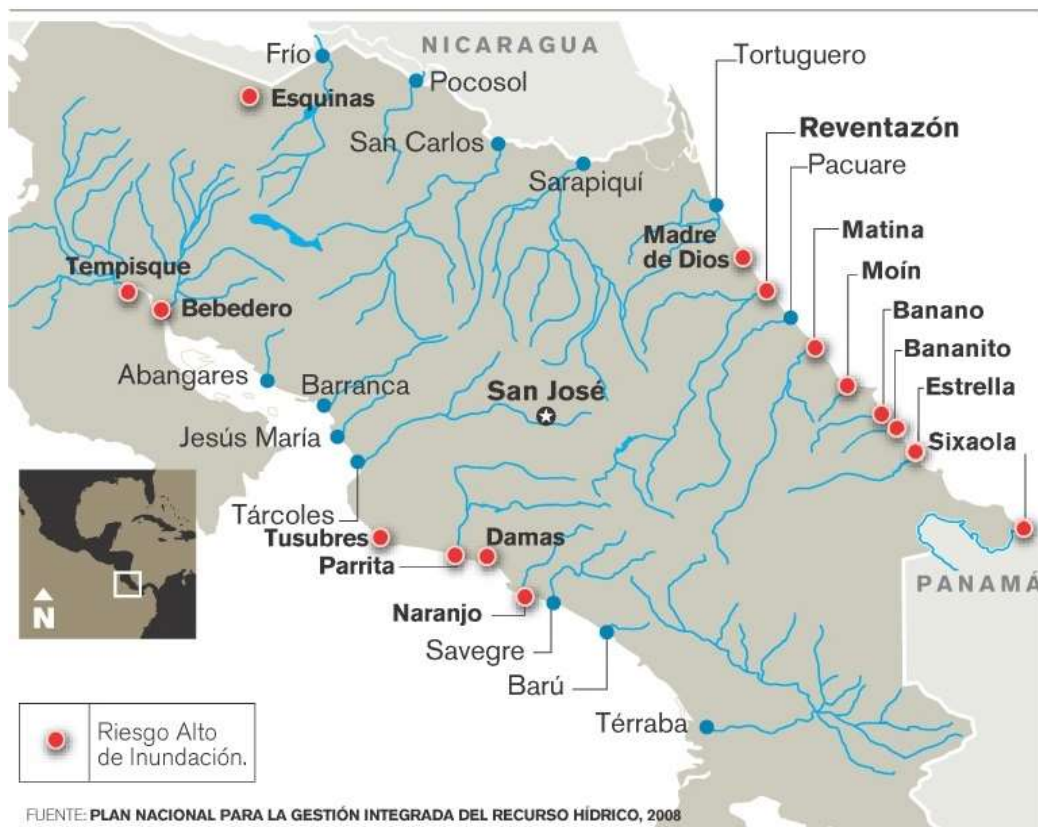 NICARAGUA
Frío
Pocosol
Tortuguero
Esquinas
San Carlos
Reventazón
Pacuare
Sarapiquí
Madre
de Dios
Matina
Moín
Tempisque
Bebedero
Banano
Bananito
Abangares
Barranca
San José
Estrella
Jesús María
Sixaola
Tárcoles
Tusubres
Damas
Parrita
PANAMÁ
Naranjo
N
Savegre
Barú
Térraba
Riesgo Alto
de Inundación.
FUENTE: PLAN NACIONAL PARA LA GESTIÓN INTEGRADA DEL RECURSO HÍDRICO, 2008